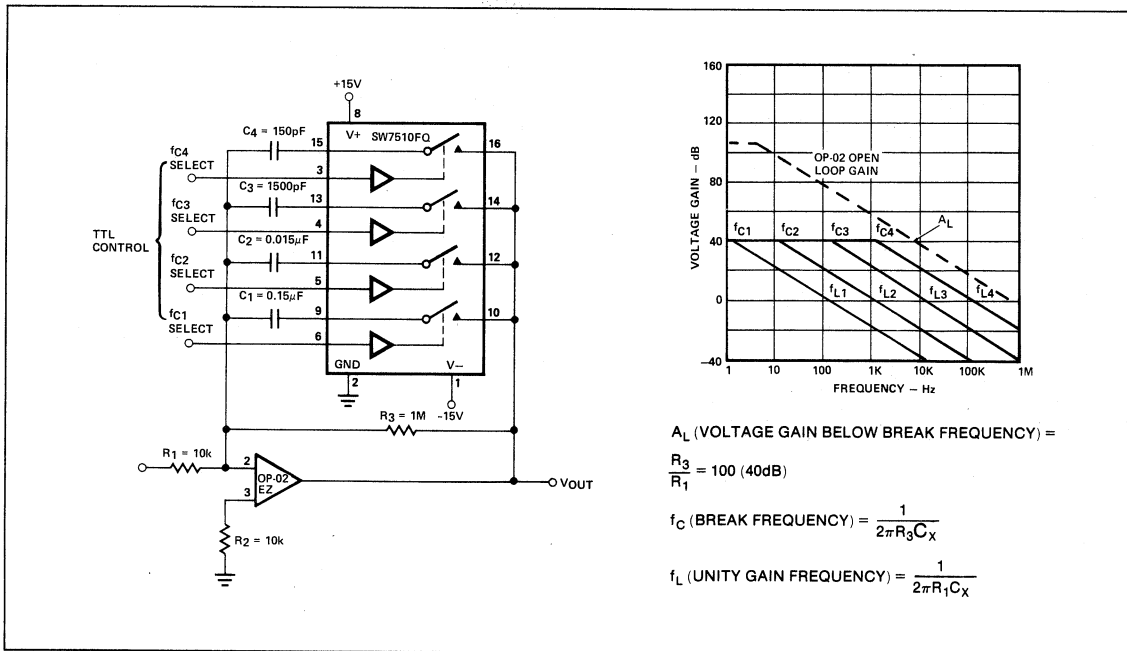 +15V
8
C4 = 150pF
15
V+
SW7510FQ
16
fC4
SELECT
3
C3 = 1500pF
13
14
fC3
SELECT
4
TTL
CONTROL
C2 = 0.015µF
11
12
fC2
SELECT
5
C1 = 0.15µF
9
10
fC1
SELECT
6
GND
V–
2
1
-15V
R3 = 1M
R1 = 10k
2
OP-02
EZ
3
VOUT
R2 = 10k
160
120
80
40
0
–40
VOLTAGE GAIN – dB
OP-02 OPEN
LOOP GAIN
AL
fC1
fC2
fC3
fC4
fL1
fL2
fL3
fL4
1
10
100
1K
10K
100K
1M
FREQUENCY – Hz
AL (VOLTAGE GAIN BELOW BREAK FREQUENCY) =
R3
R1
= 100 (40dB)
fC (BREAK FREQUENCY) =
1
2πR3CX
fL (UNITY GAIN FREQUENCY) =
1
2πR1CX